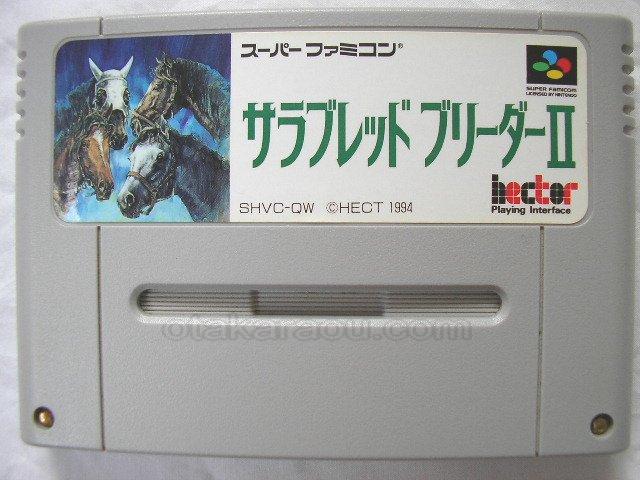 スーパーファミコン®
SUPER FAMICOM
LICENSED BY NINTENDO
サラブレッド ブリーダーII
hector
Playing Interface
SHVC-QW ©HECT 1994
otakaraou.com